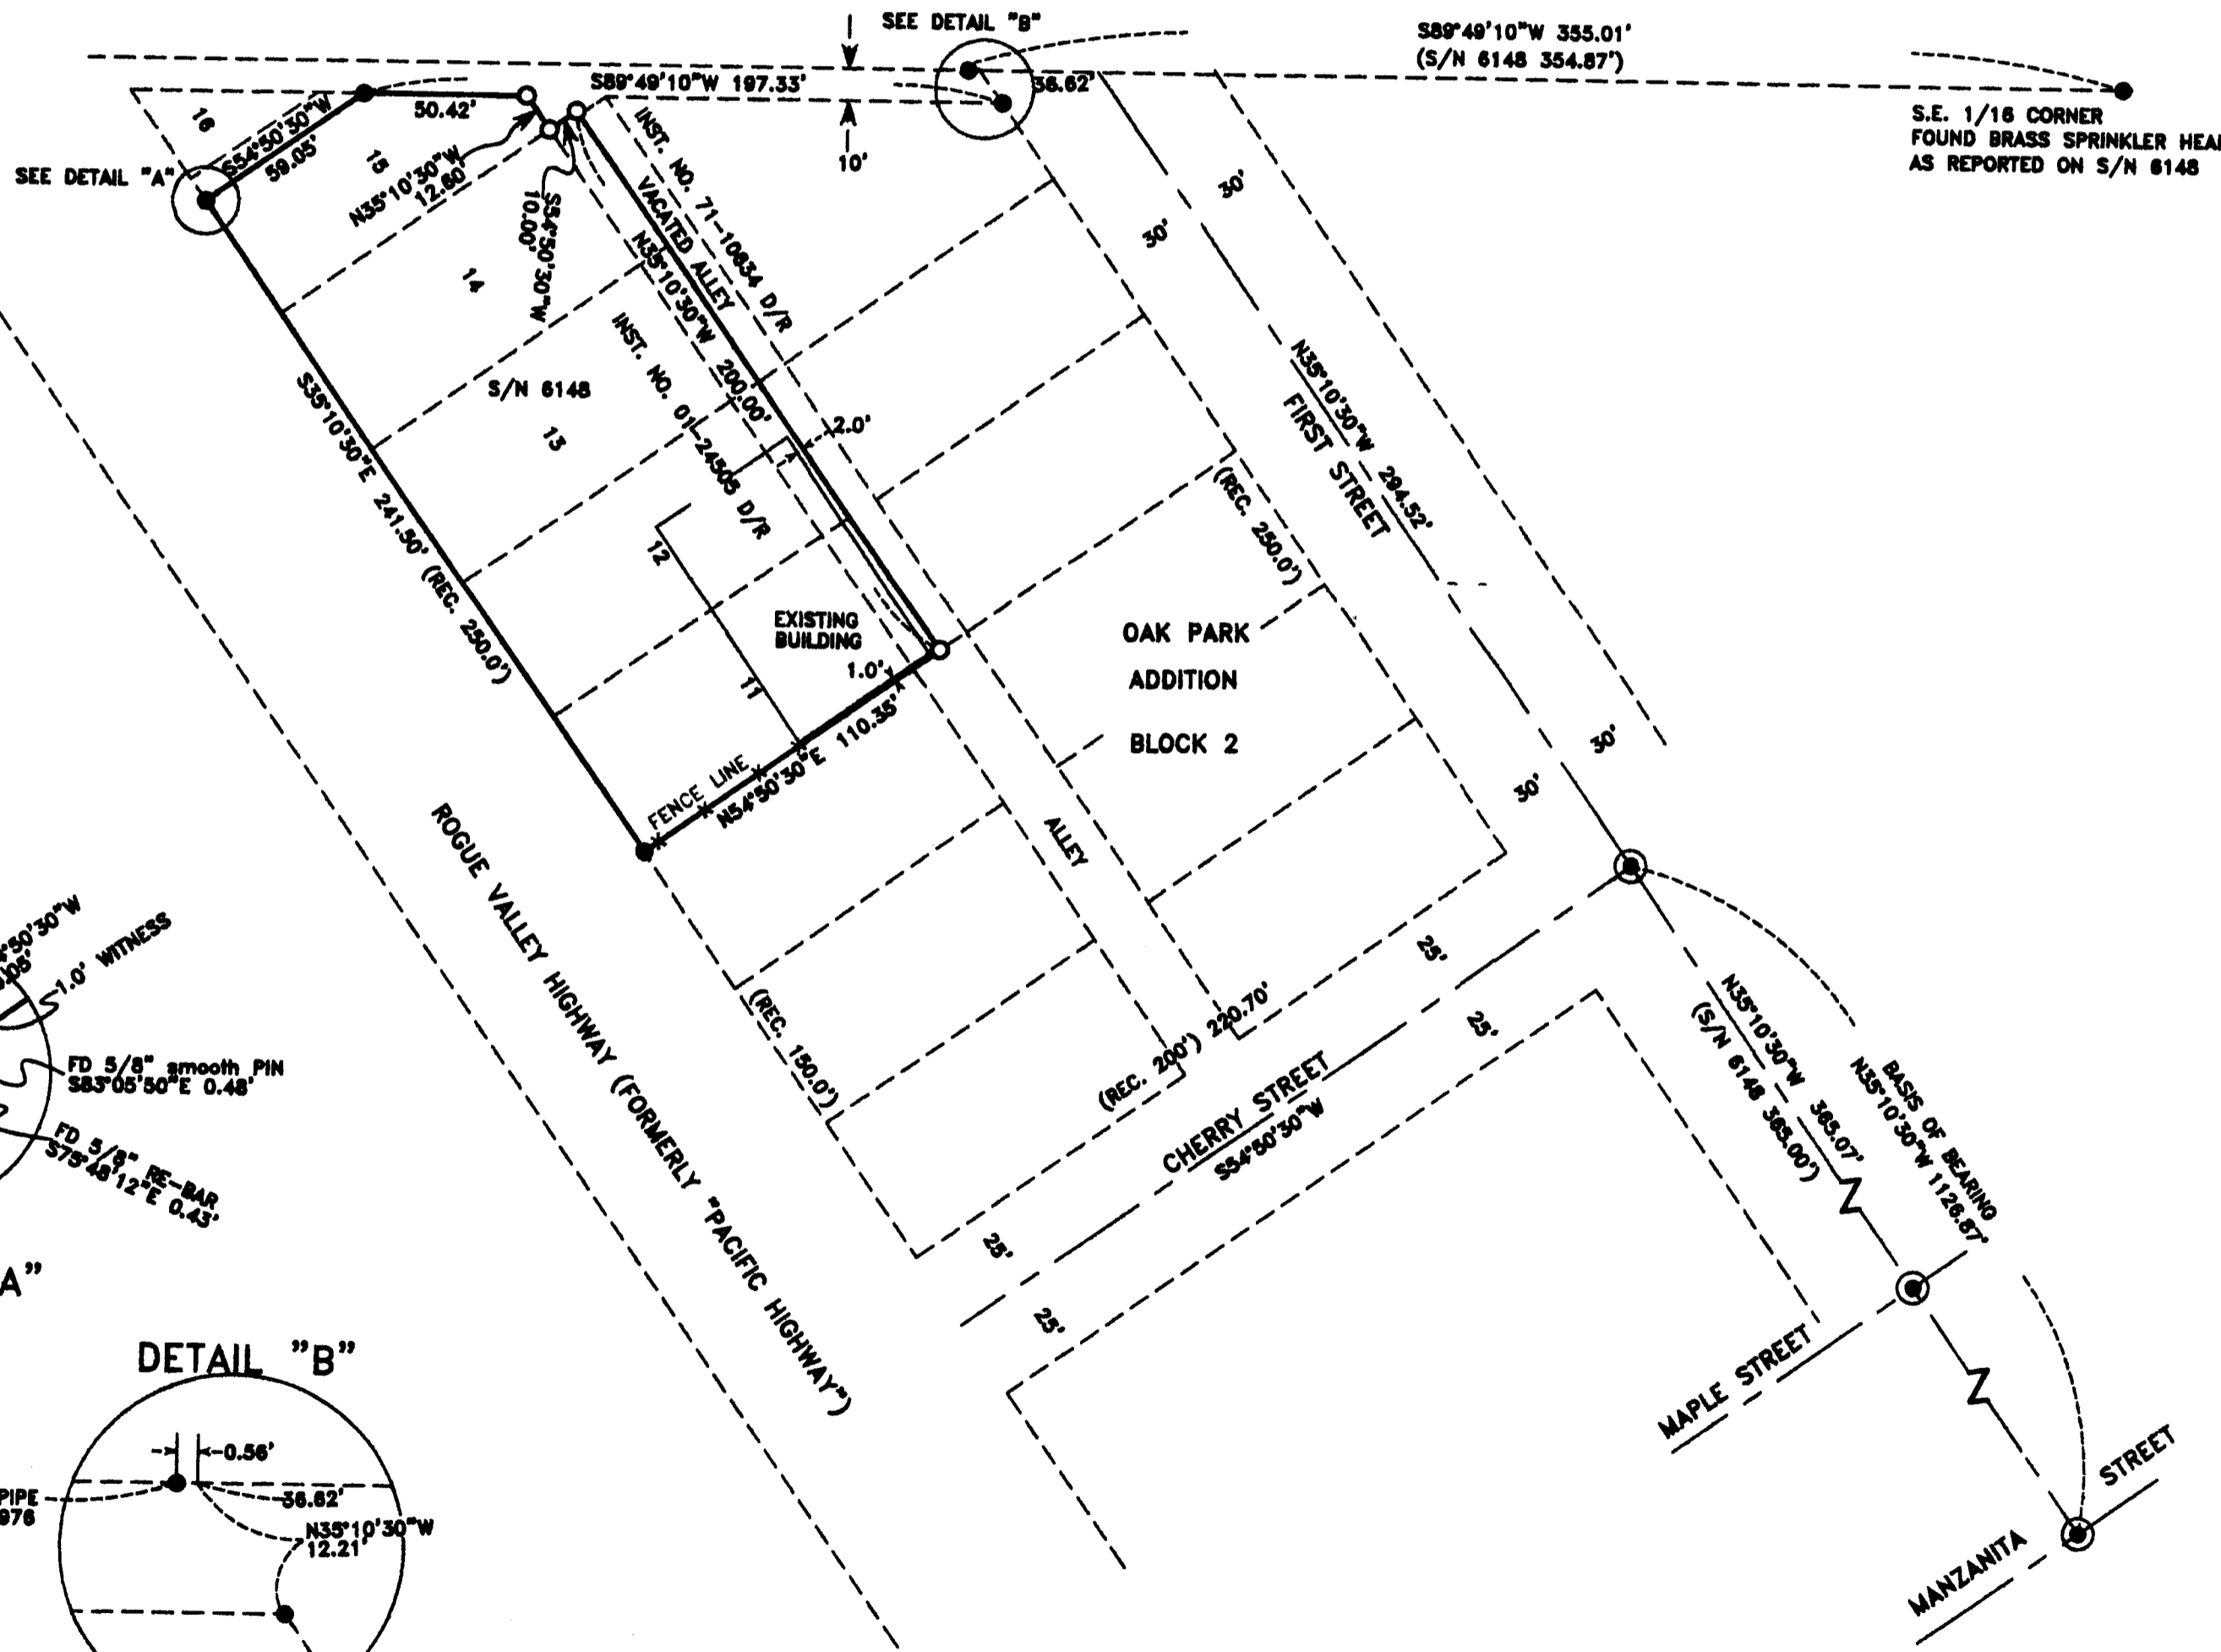 SEE DETAIL "B"
S89°49'10"W 355.01'
(S/N 6148 354.87')
S89°49'10"W 197.33'
36.62'
10'
S.E. 1/16 CORNER
FOUND BRASS SPRINKLER HEA
AS REPORTED ON S/N 6148
16
S54°50'30"W
59.05'
50.42'
SEE DETAIL "A"
15
N35°10'30"W
12.60'
S54°50'30"W
10.00'
INST. NO. 71-10834 D/R
VACATED ALLEY
N35°10'30"W 200.00'
INST. NO. 01-24505 D/R
14
S/N 6148
13
2.0'
30'
30'
N35°10'30"W 294.52'
FIRST STREET
(REC. 250.0')
S35°10'30"E 241.50' (REC. 250.0')
12
EXISTING
BUILDING
1.0'
11
FENCE LINE
N54°50'30"E 110.35'
OAK PARK
ADDITION
BLOCK 2
30'
30'
ALLEY
ROGUE VALLEY HIGHWAY (FORMERLY "PACIFIC HIGHWAY")
(REC. 150.0')
(REC. 200') 220.70'
25'
25'
CHERRY STREET
S54°50'30"W
25'
25'
N35°10'30"W 365.07'
(S/N 6148 365.00')
BASIS OF BEARING
N35°10'30"W 1126.87'
MAPLE STREET
MANZANITA STREET
°50'30"W
.05'
1.0' WITNESS
FD 5/8" smooth PIN
S83°05'50"E 0.48'
FD 5/8" RE-BAR
S75°48'12"E 0.43'
A"
DETAIL "B"
0.56'
36.62'
PIPE
976
N35°10'30"W
12.21'